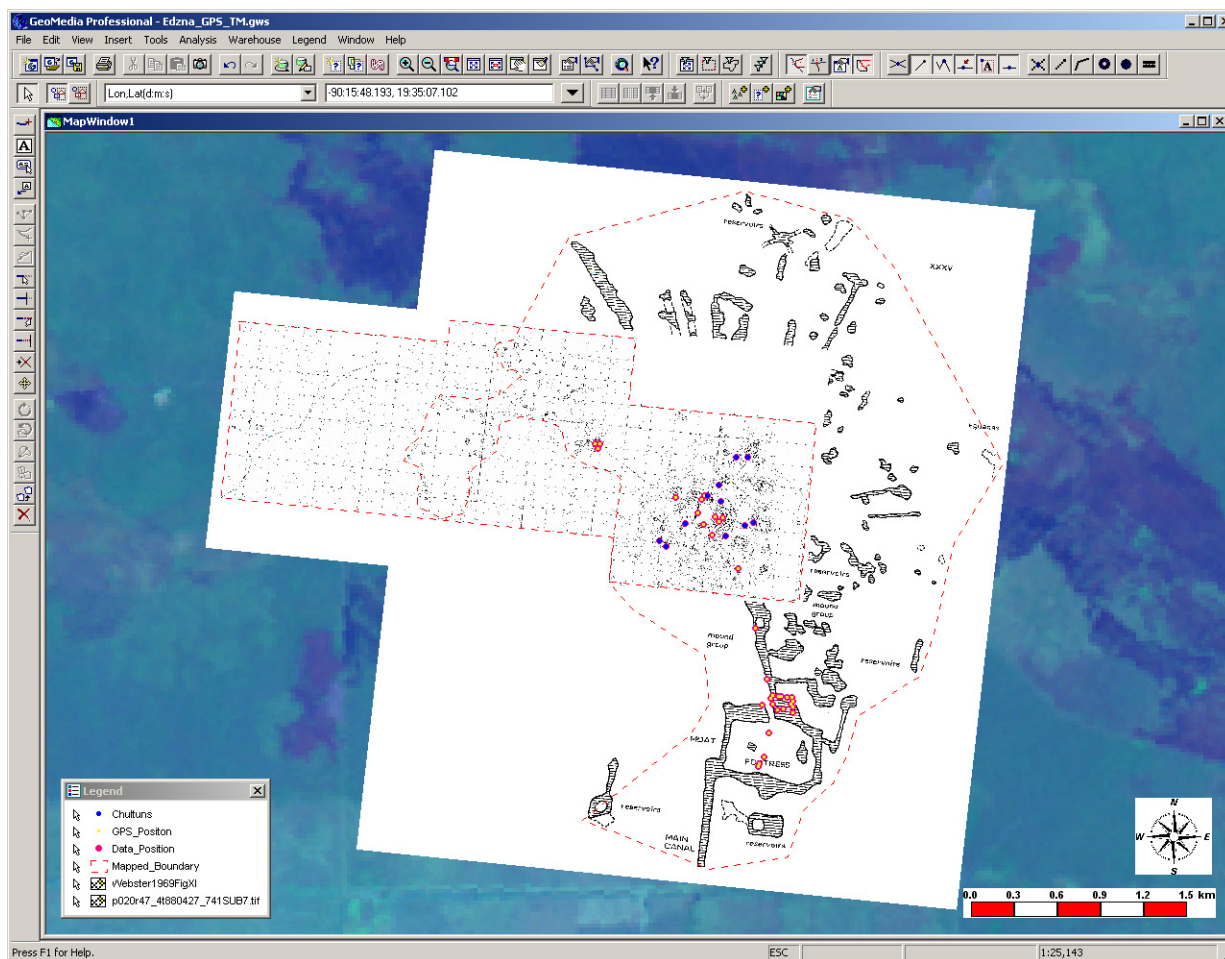 GeoMedia Professional - Edzna_GPS_TM.gws
File Edit View Insert Tools Analysis Warehouse Legend Window Help
Lon,Lat(d:m:s) -90:15:48.193, 19:35:07.102
MapWindow1
reservoirs
XXXV
Eguanas
reservoirs
mound
group
mound
group
reservoirs
MOAT
FORTRESS
reservoirs
MAIN
CANAL
reservoirs
Legend
Chultuns
GPS_Positon
Data_Position
Mapped_Boundary
Webster1969FigXI
p020r47_4t880427_741SUB7.tif
N
W E
S
0.0 0.3 0.6 0.9 1.2 1.5 km
Press F1 for Help. ESC 1:25,143